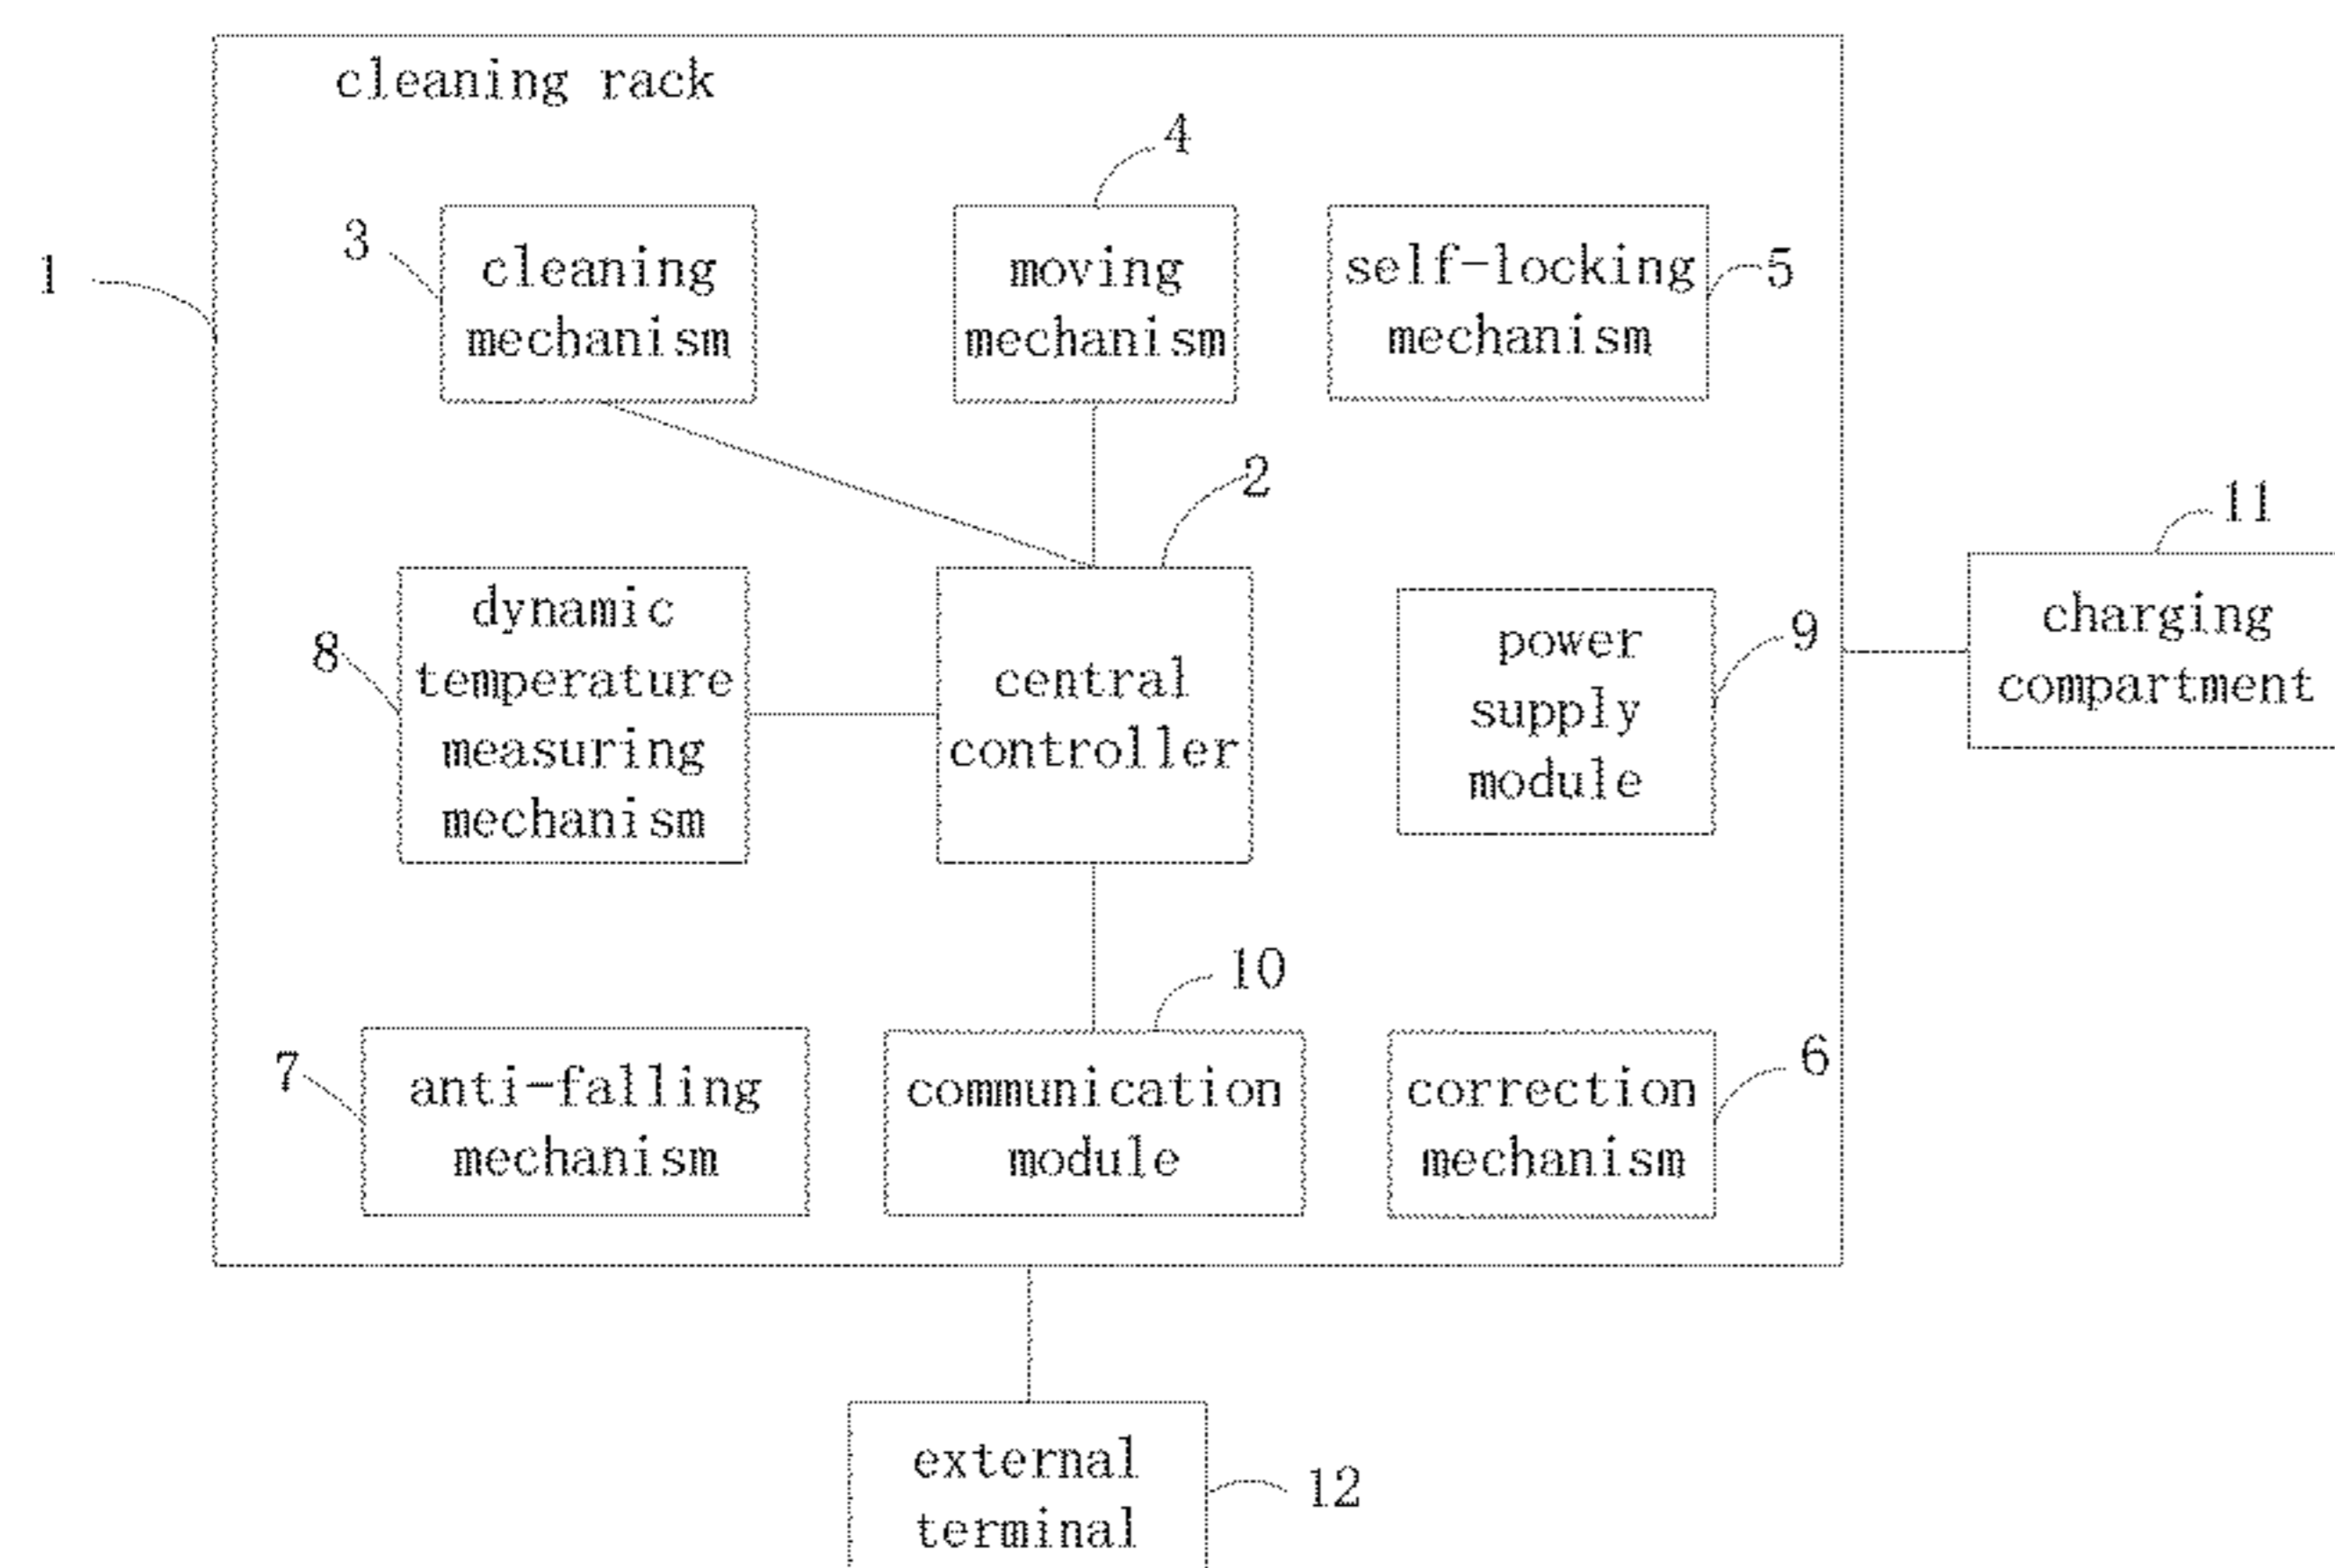 cleaning rack
4
3
cleaning
mechanism
moving
mechanism
self-locking
mechanism
5
1
2
11
8
dynamic
temperature
measuring
mechanism
central
controller
power
supply
module
9
charging
compartment
10
7
anti-falling
mechanism
communication
module
correction
mechanism
6
external
terminal
12